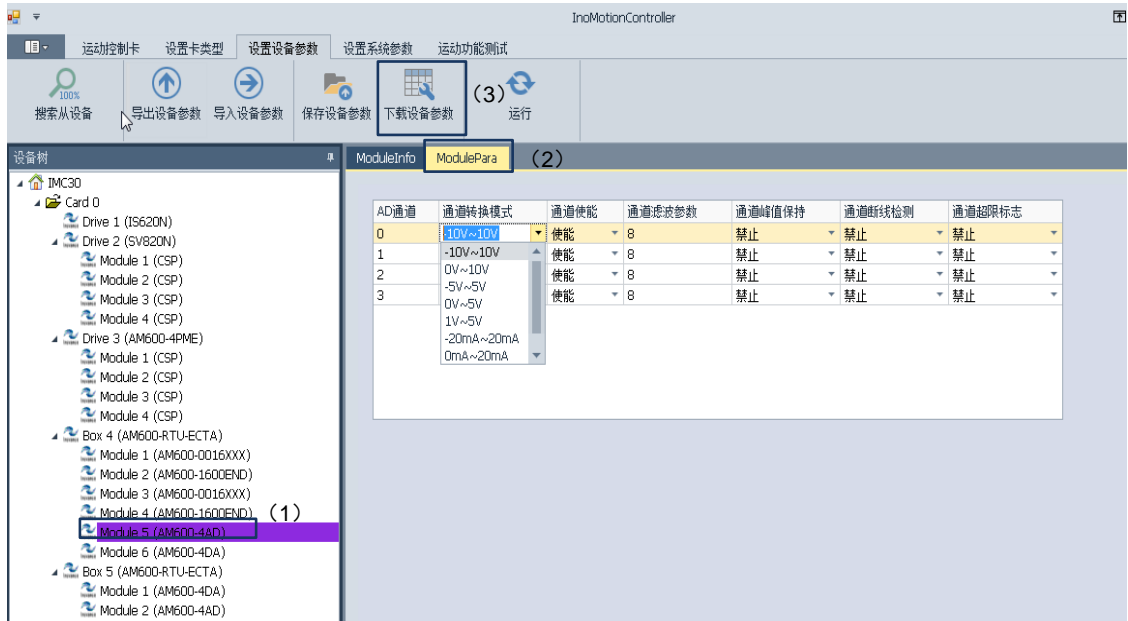 InoMotionController
运动控制卡 设置卡类型 设置设备参数 设置系统参数 运动功能测试
100%
搜索从设备 导出设备参数 导入设备参数 保存设备参数 下载设备参数 (3) 运行
设备树
ModuleInfo ModulePara (2)
IMC30
Card 0
Drive 1 (IS620N)
Drive 2 (SV820N)
Module 1 (CSP)
Module 2 (CSP)
Module 3 (CSP)
Module 4 (CSP)
Drive 3 (AM600-4PME)
Module 1 (CSP)
Module 2 (CSP)
Module 3 (CSP)
Module 4 (CSP)
Box 4 (AM600-RTU-ECTA)
Module 1 (AM600-0016XXX)
Module 2 (AM600-1600END)
Module 3 (AM600-0016XXX)
Module 4 (AM600-1600END) (1)
Module 5 (AM600-4AD)
Module 6 (AM600-4DA)
Box 5 (AM600-RTU-ECTA)
Module 1 (AM600-4DA)
Module 2 (AM600-4AD)
AD通道 通道转换模式 通道使能 通道滤波参数 通道峰值保持 通道断线检测 通道超限标志
0 -10V~10V 使能 8 禁止 禁止 禁止
1 使能 8 禁止 禁止 禁止
2 使能 8 禁止 禁止 禁止
3 使能 8 禁止 禁止 禁止
-10V~10V
0V~10V
-5V~5V
0V~5V
1V~5V
-20mA~20mA
0mA~20mA